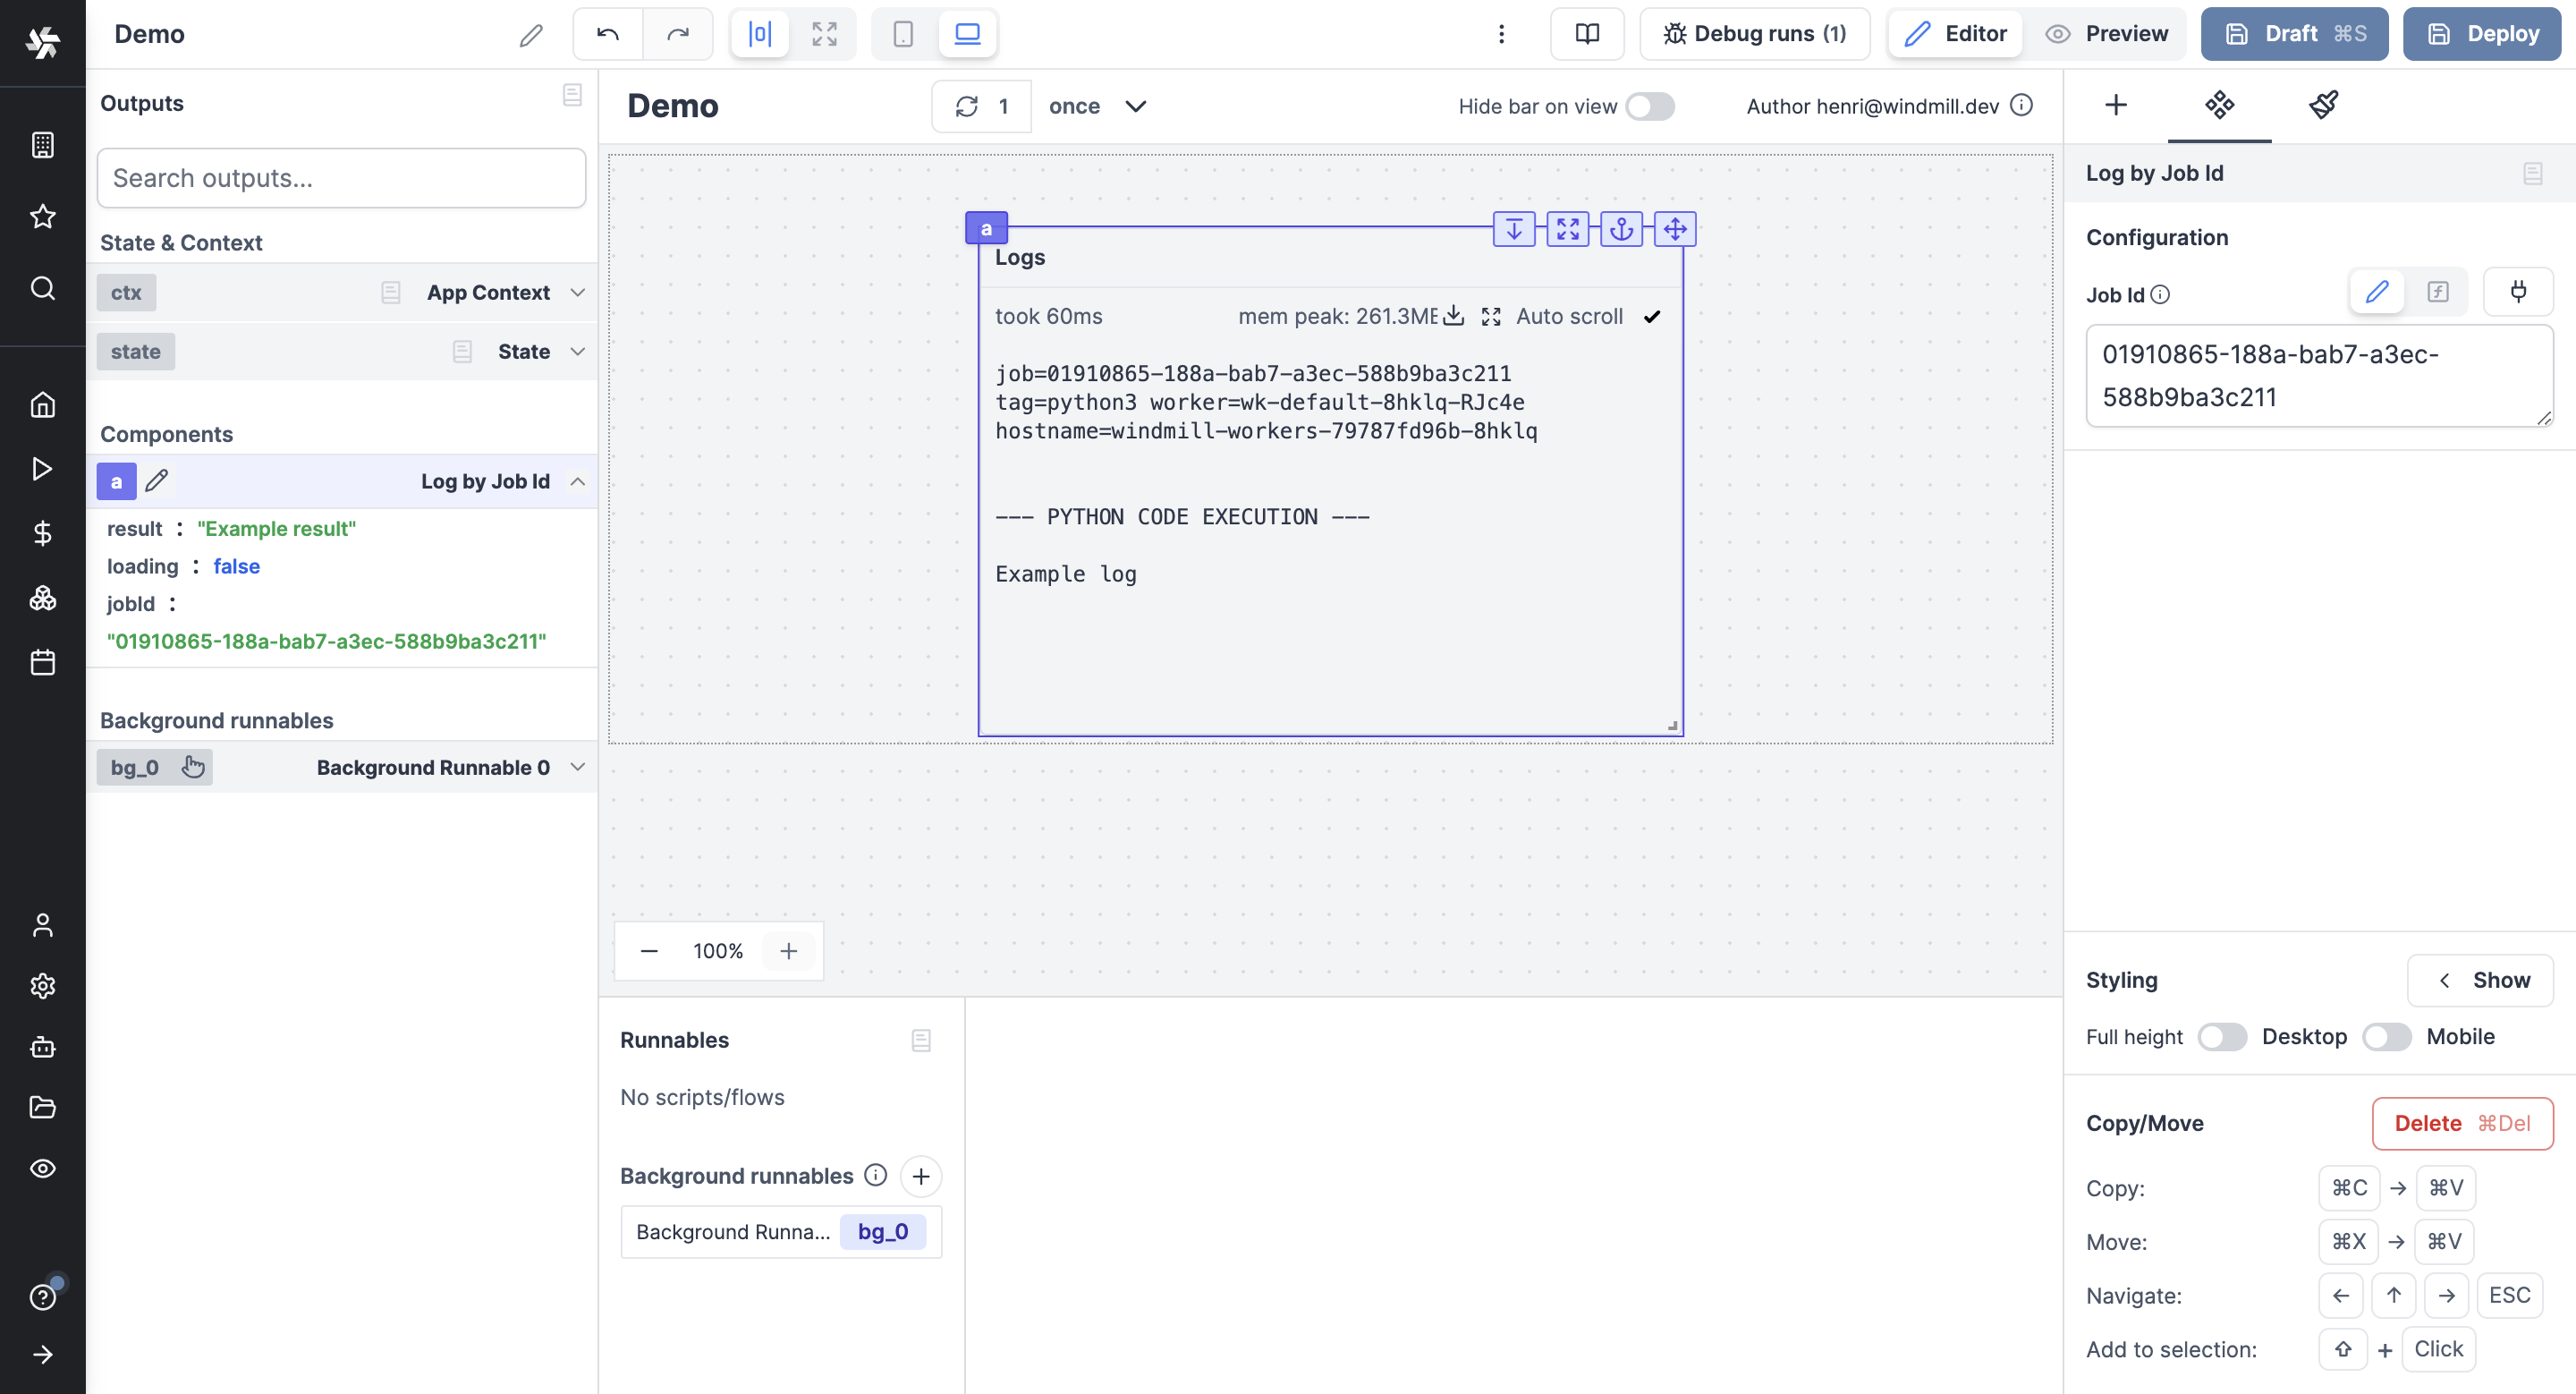 Demo
Debug runs (1)
Editor
Preview
Draft ⌘S
Deploy
Outputs
Search outputs...
State & Context
ctx
App Context
state
State
Components
a
Log by Job Id
result : "Example result"
loading : false
jobId :
"01910865-188a-bab7-a3ec-588b9ba3c211"
Background runnables
bg_0
Background Runnable 0
Demo
1
once
Hide bar on view
Author henri@windmill.dev
a
Logs
took 60ms
mem peak: 261.3ME
Auto scroll
job=01910865-188a-bab7-a3ec-588b9ba3c211
tag=python3 worker=wk-default-8hklq-RJc4e
hostname=windmill-workers-79787fd96b-8hklq
--- PYTHON CODE EXECUTION ---
Example log
100%
Runnables
No scripts/flows
Background runnables
Background Runna...
bg_0
Log by Job Id
Configuration
Job Id
01910865-188a-bab7-a3ec-
588b9ba3c211
Styling
Show
Full height
Desktop
Mobile
Copy/Move
Delete ⌘Del
Copy: ⌘C → ⌘V
Move: ⌘X → ⌘V
Navigate: ← ↑ → ESC
Add to selection: ⇧ + Click